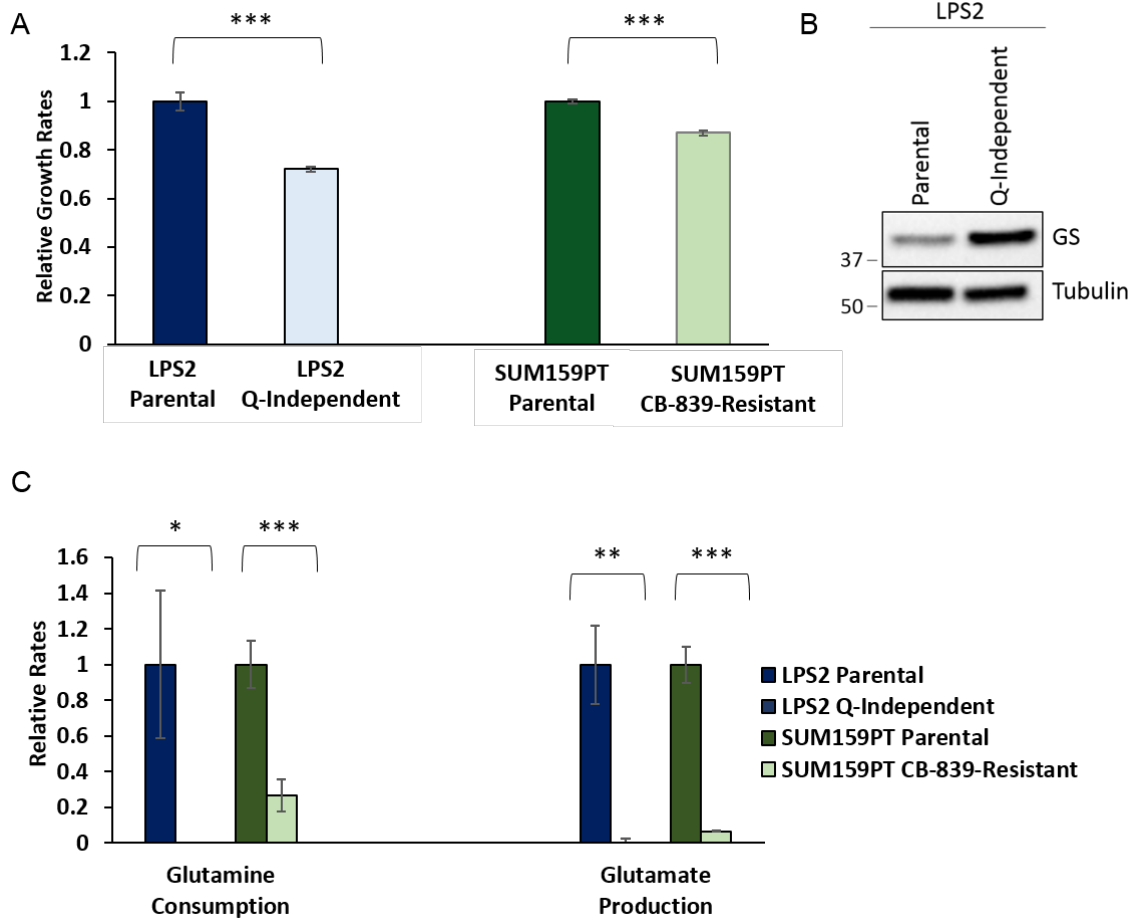 A
***
***
1.2
1
0.8
0.6
0.4
0.2
0
Relative Growth Rates
LPS2
Parental
LPS2
Q-Independent
SUM159PT
Parental
SUM159PT
CB-839-Resistant
B
LPS2
Parental
Q-Independent
GS
37
Tubulin
50
C
*
***
**
***
1.6
1.4
1.2
1
0.8
0.6
0.4
0.2
0
Relative Rates
Glutamine
Consumption
Glutamate
Production
LPS2 Parental
LPS2 Q-Independent
SUM159PT Parental
SUM159PT CB-839-Resistant